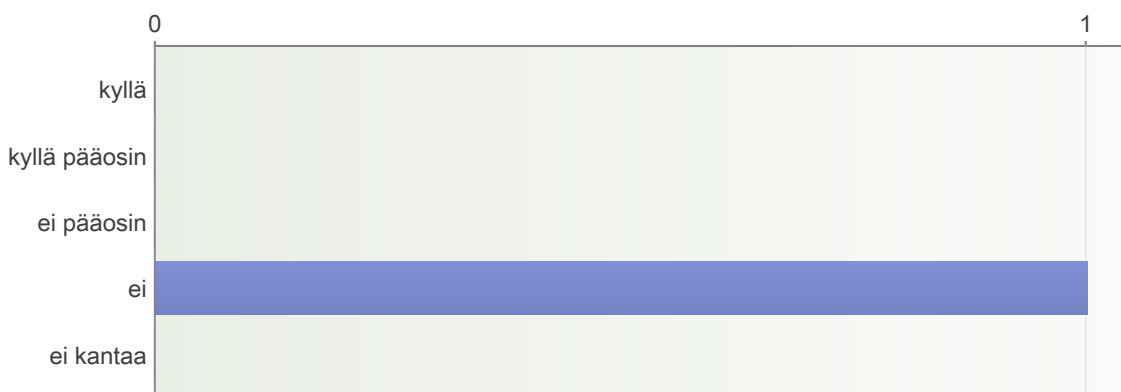 0 1
kyllä
kyllä pääosin
ei pääosin
ei
ei kantaa